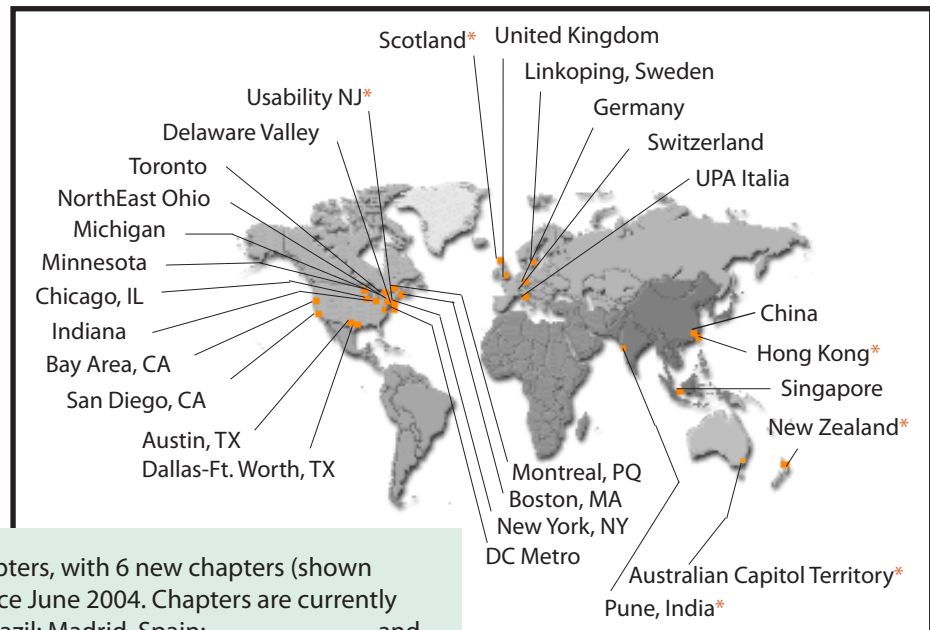 Scotland*
United Kingdom
Linkoping, Sweden
Germany
Switzerland
UPA Italia
Usability NJ*
Delaware Valley
Toronto
NorthEast Ohio
Michigan
Minnesota
Chicago, IL
Indiana
Bay Area, CA
San Diego, CA
Austin, TX
Dallas-Ft. Worth, TX
China
Hong Kong*
Singapore
New Zealand*
Montreal, PQ
Boston, MA
New York, NY
DC Metro
Australian Capitol Territory*
Pune, India*
pters, with 6 new chapters (shown
ce June 2004. Chapters are currently
Madrid, Spain; and